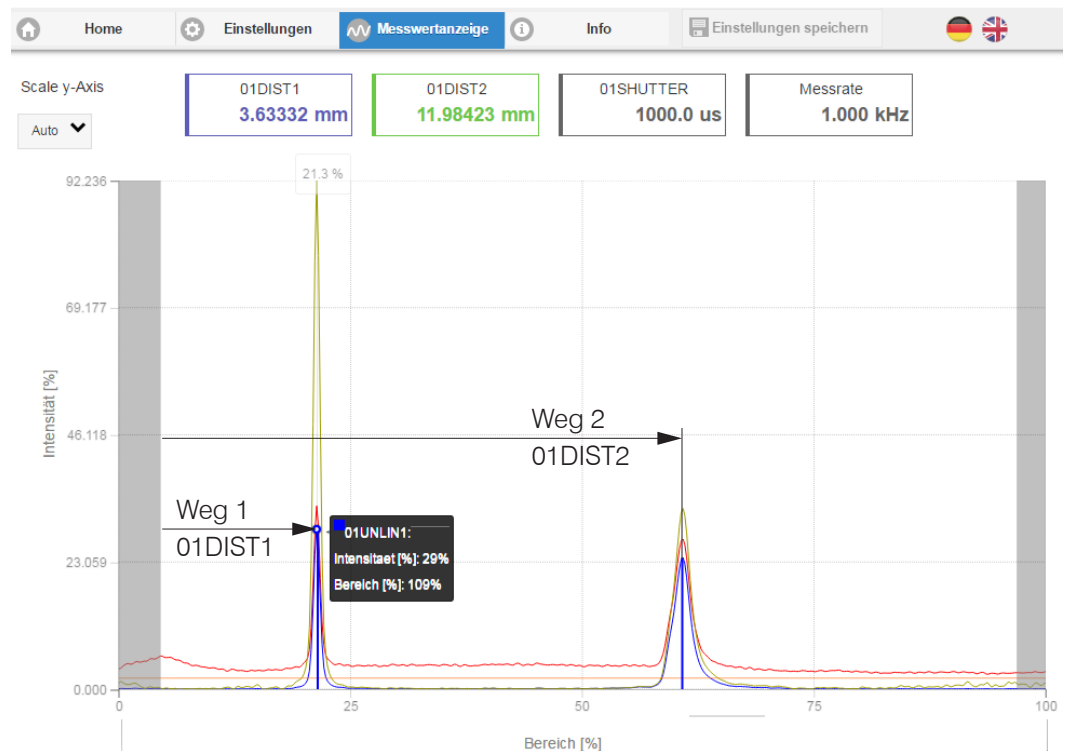 Home
Einstellungen
Messwertanzeige
Info
Einstellungen speichern
Scale y-Axis
Auto
01DIST1
3.63332 mm
01DIST2
11.98423 mm
01SHUTTER
1000.0 us
Messrate
1.000 kHz
21.3 %
92.236
69.177
46.118
23.059
0.000
Intensität [%]
Weg 2
01DIST2
Weg 1
01DIST1
01UNLIN1:
Intensitaet [%]: 29%
Bereich [%]: 109%
0
25
50
75
100
Bereich [%]